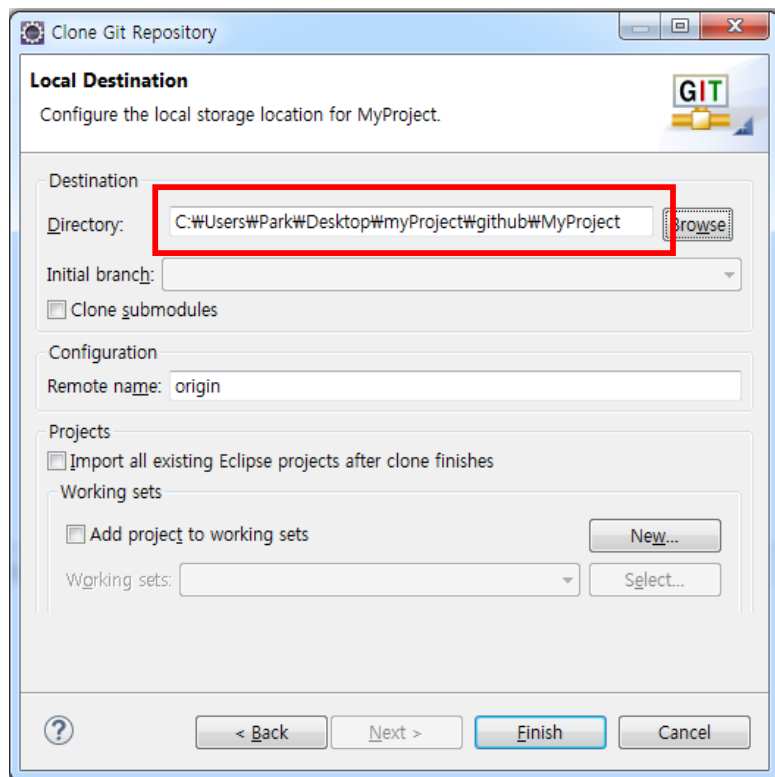 Clone Git Repository
Local Destination
GIT
Configure the local storage location for MyProject.
Destination
Directory: C:₩Users₩Park₩Desktop₩myProject₩github₩MyProject Browse
Initial branch:
Clone submodules
Configuration
Remote name: origin
Projects
Import all existing Eclipse projects after clone finishes
Working sets
Add project to working sets New...
Working sets: Select...
? < Back Next > Finish Cancel